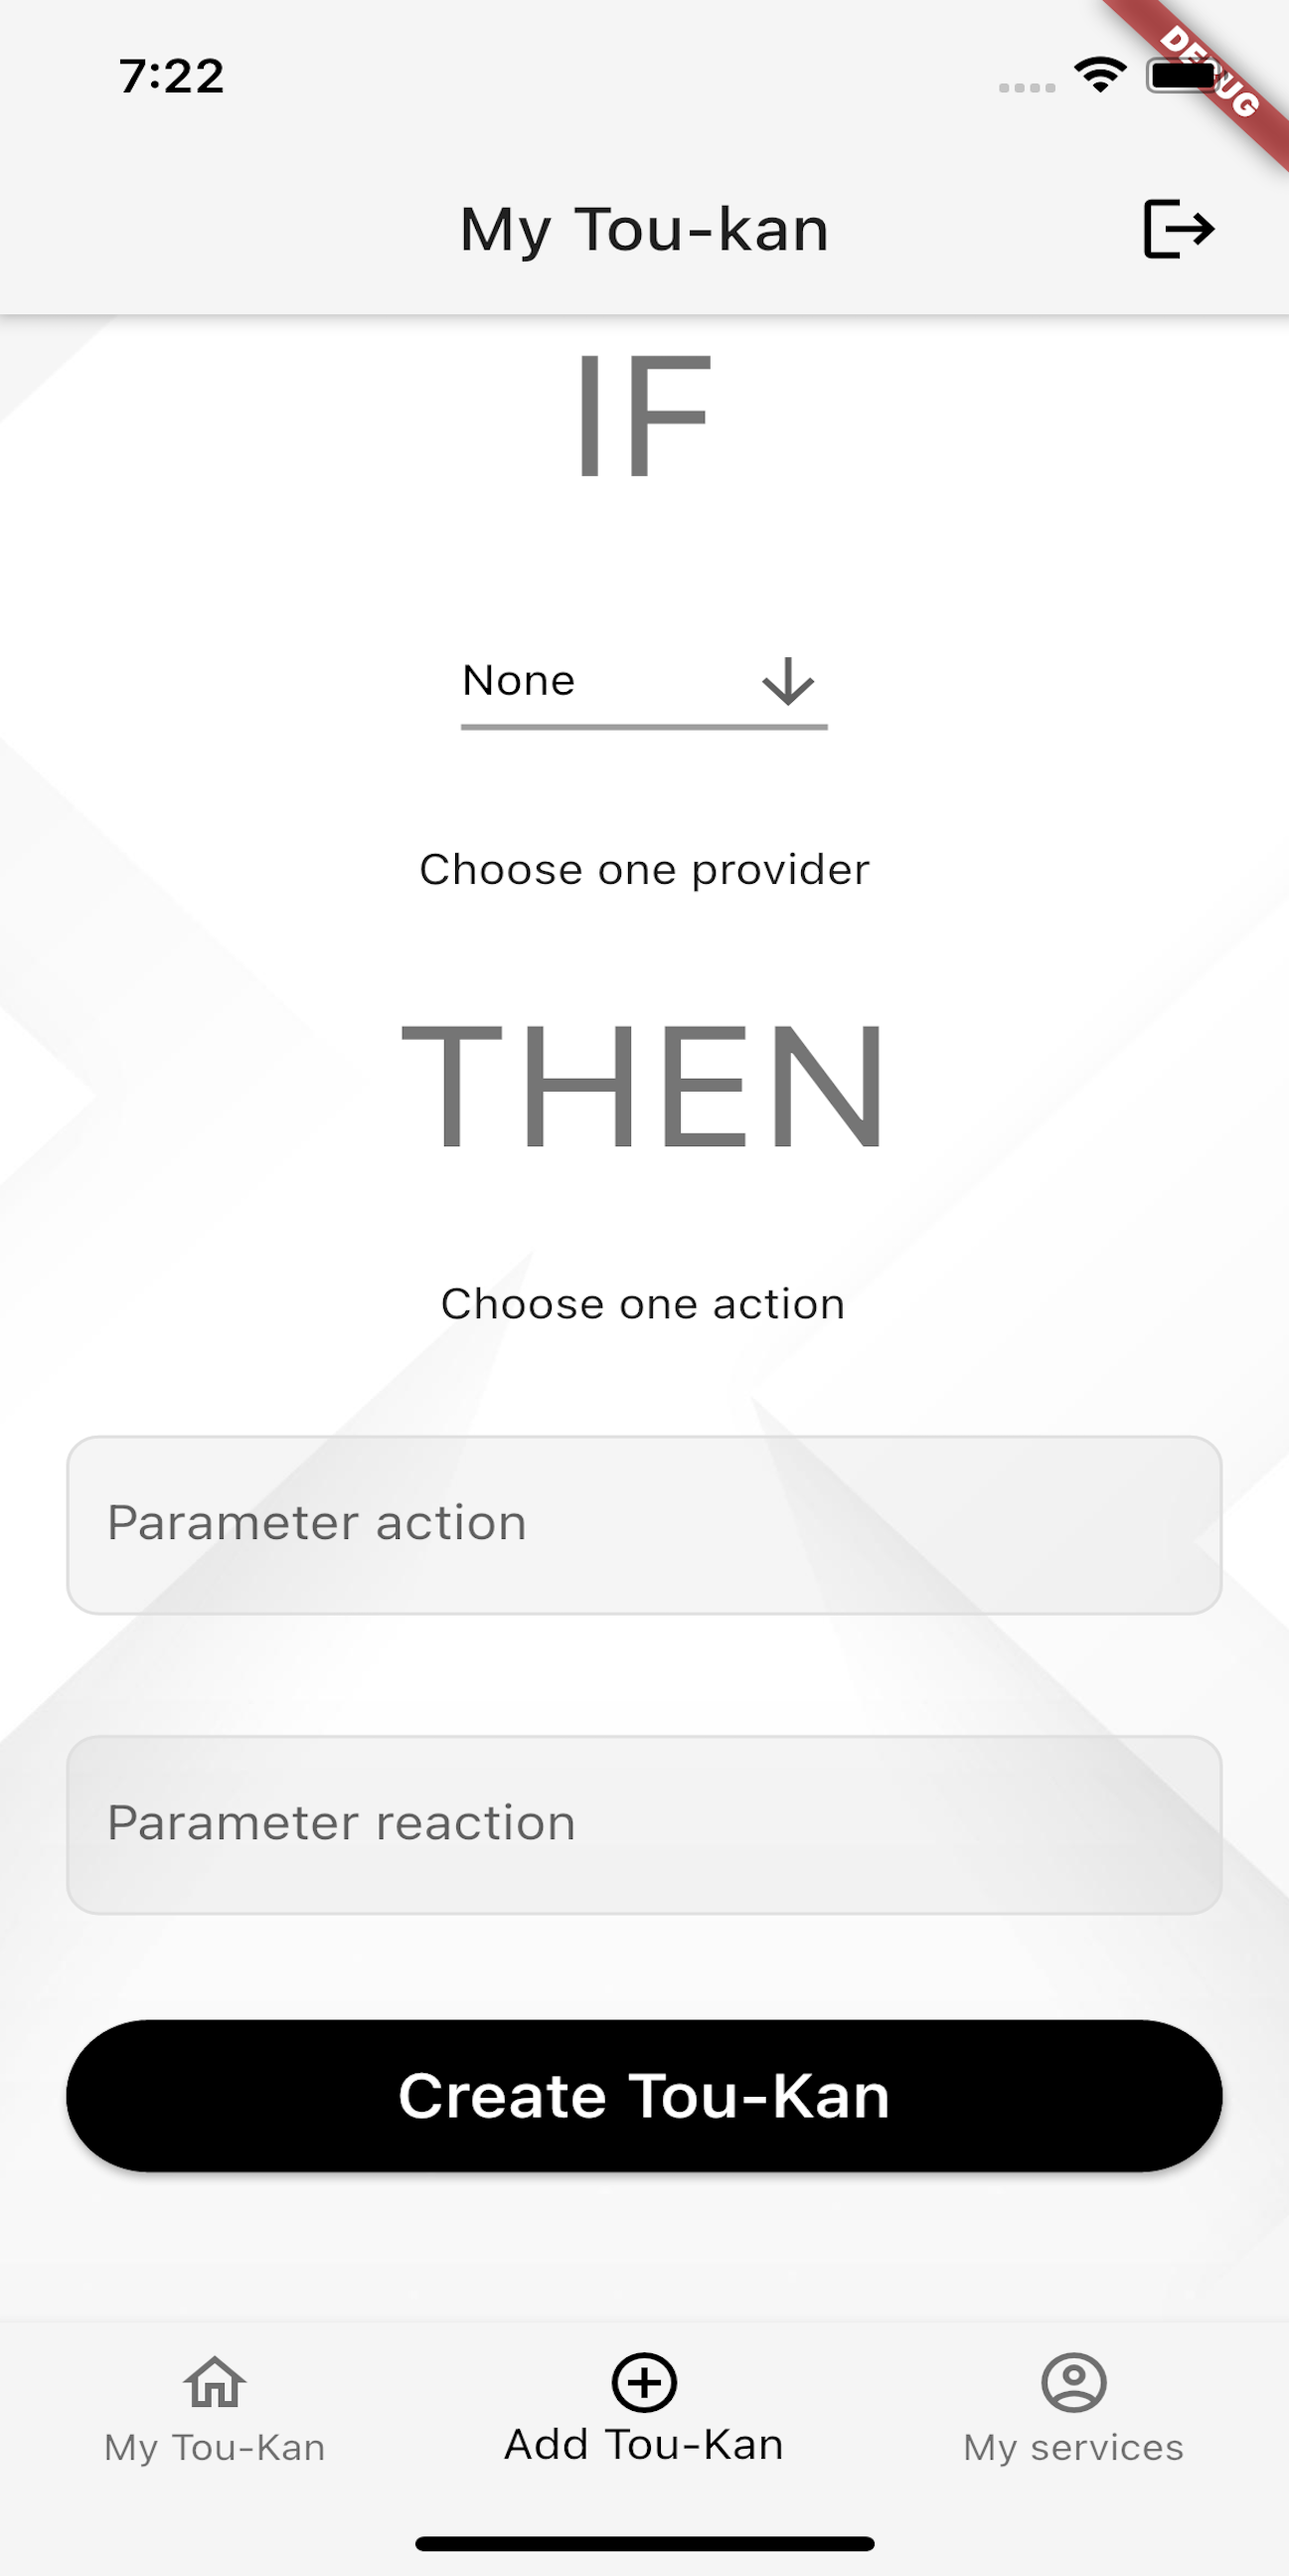 7:22
DEBUG
My Tou-kan
IF
None
Choose one provider
THEN
Choose one action
Parameter action
Parameter reaction
Create Tou-Kan
My Tou-Kan
Add Tou-Kan
My services